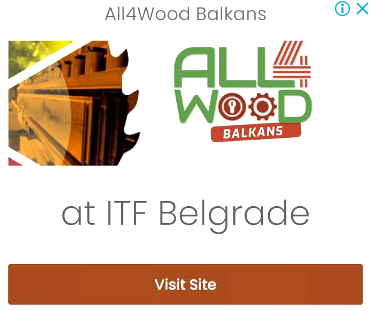 All4Wood Balkans
ALL4
WOOD
BALKANS
at ITF Belgrade
Visit Site